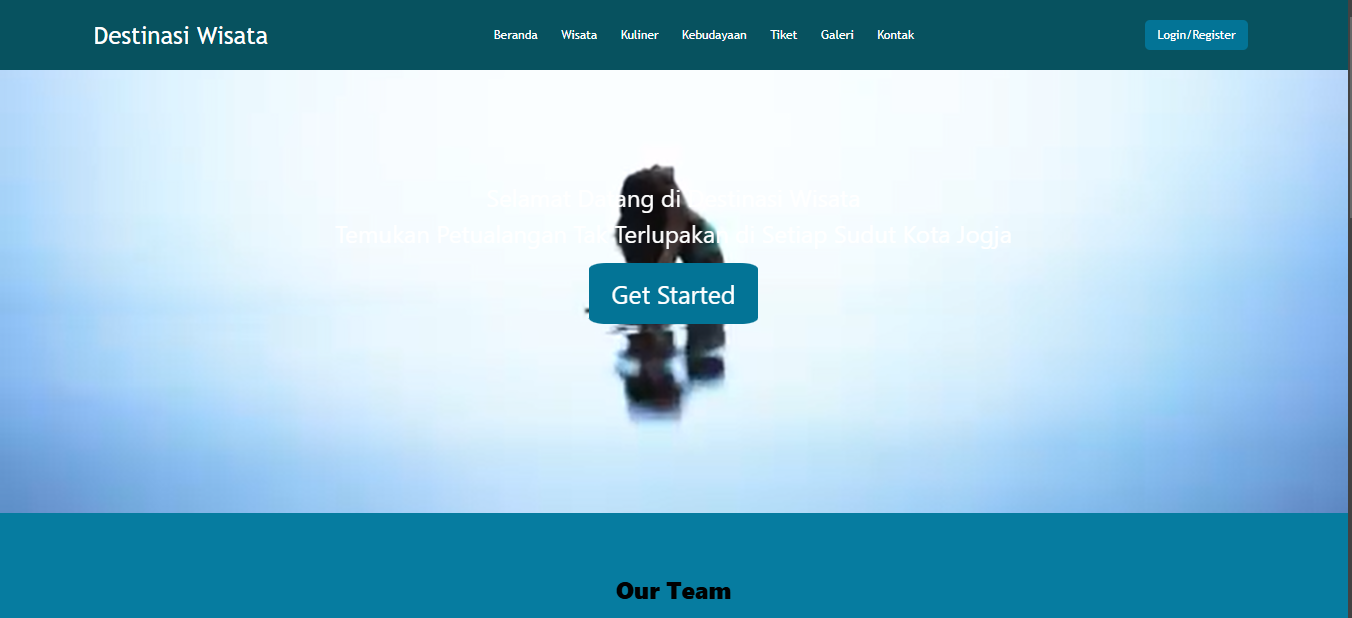 Destinasi Wisata
Beranda Wisata Kuliner Kebudayaan Tiket Galeri Kontak
Login/Register
Selamat Datang di Destinasi Wisata
Temukan Petualangan Tak Terlupakan di Setiap Sudut Kota Jogja
Get Started
Our Team